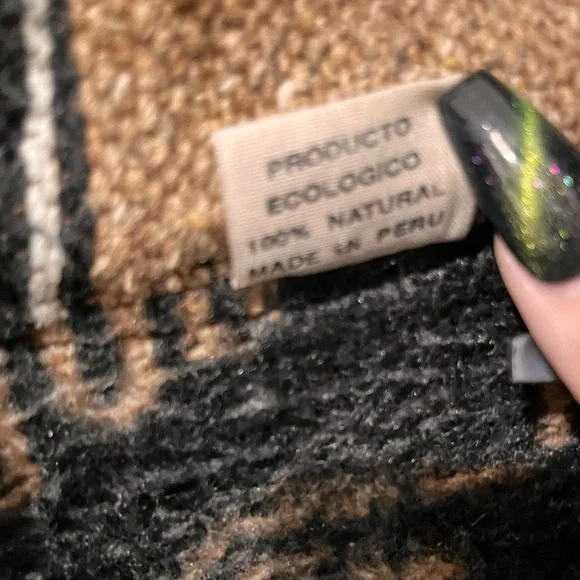 PRODUCTO
ECOLOGICO
100% NATURAL
MADE IN PERU